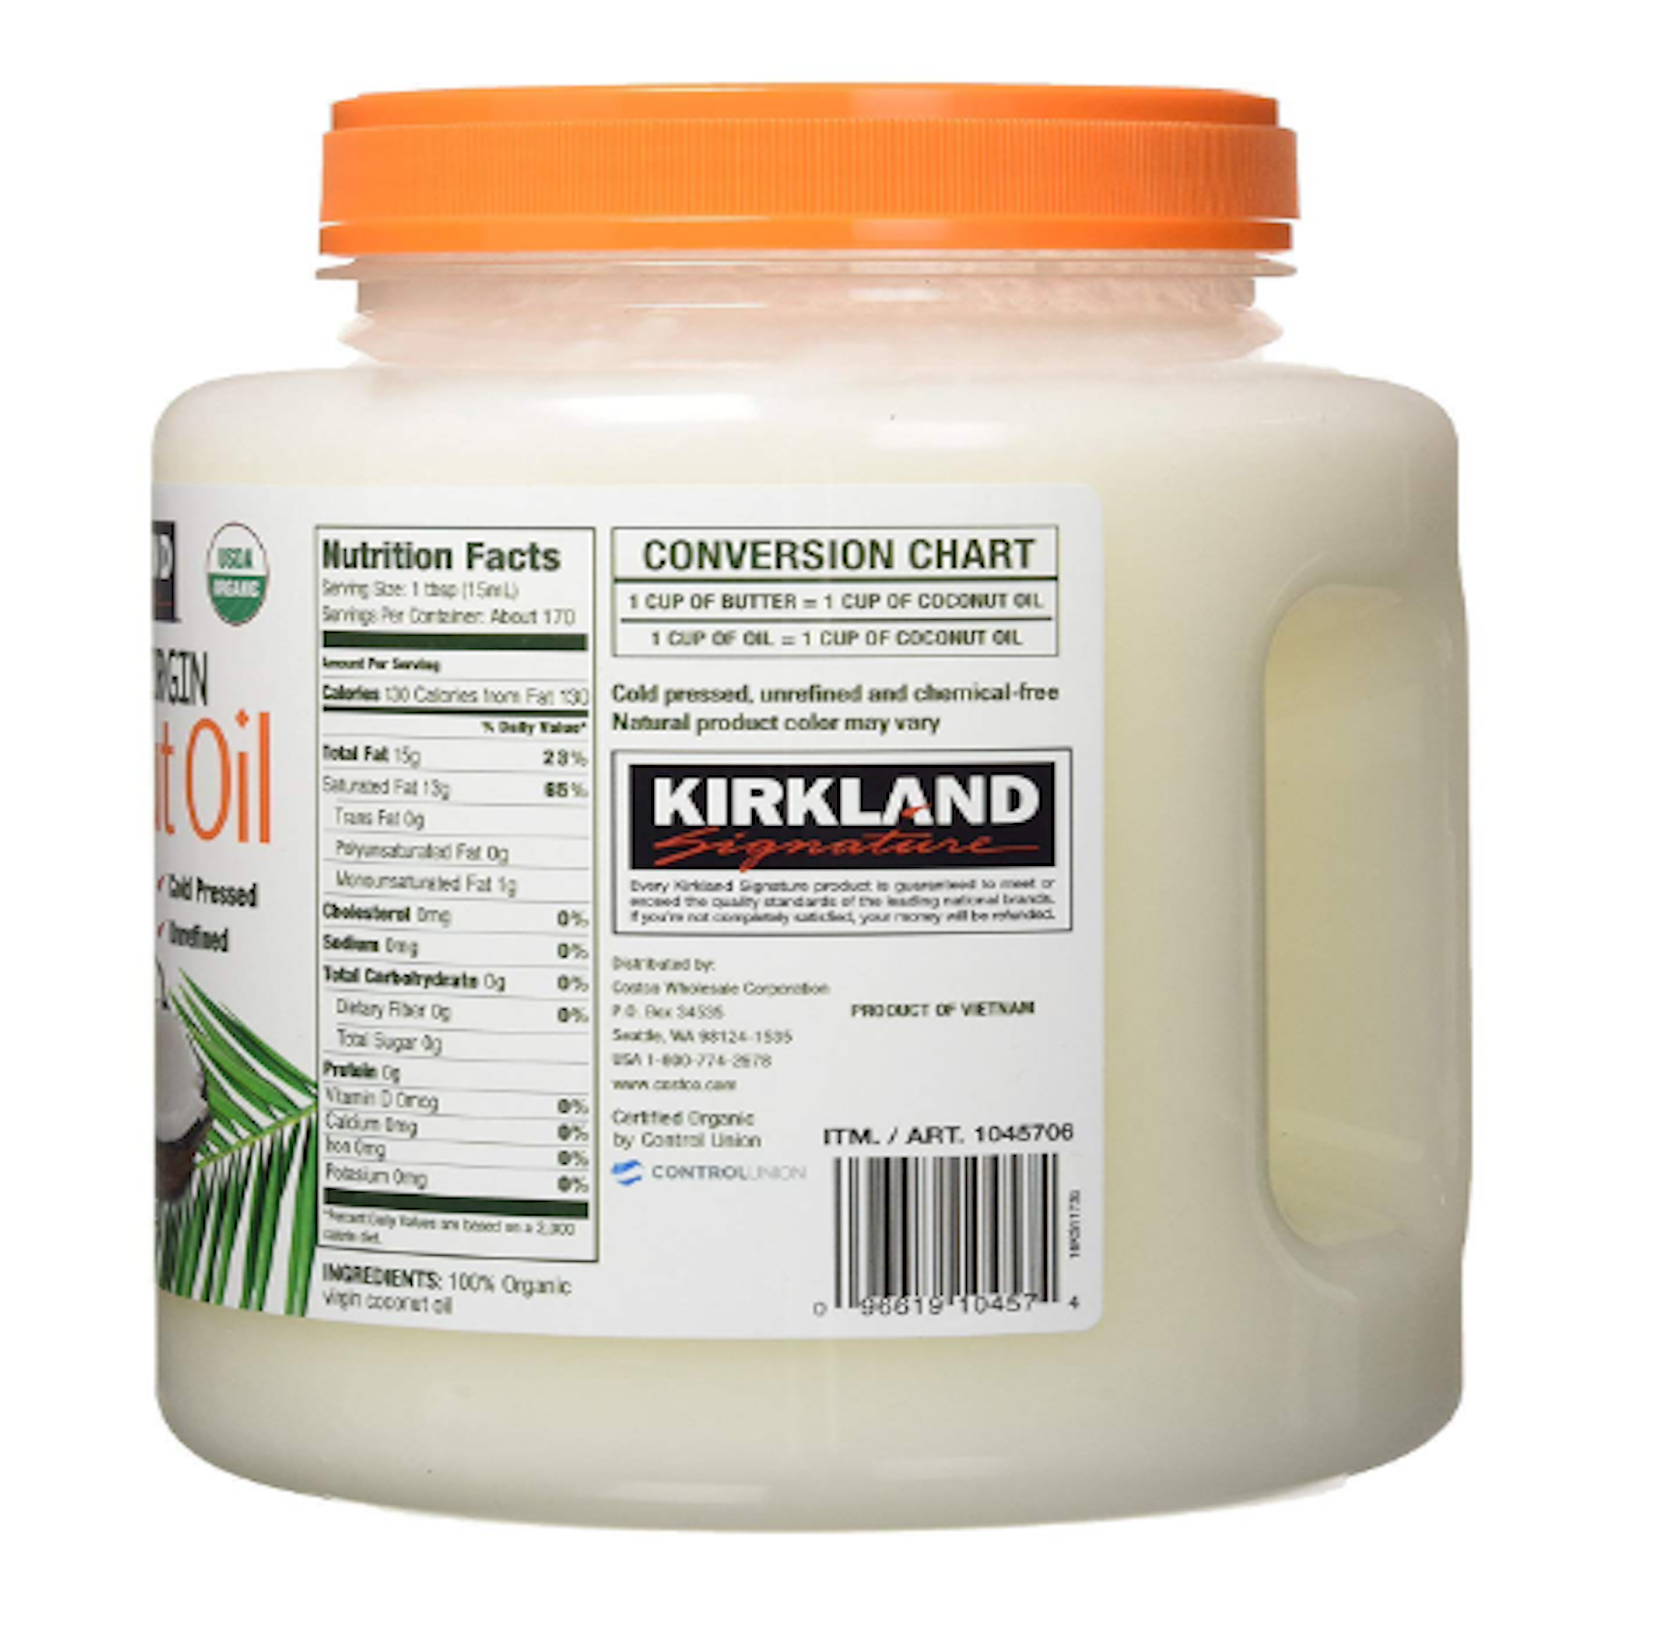 USDA
ORGANIC
RGIN
t Oil
Cold Pressed
Unrefined
Nutrition Facts
Serving Size: 1 tbsp (15mL)
Servings Per Container: About 170
Amount Per Serving
Calories 130 Calories from Fat 130
% Daily Value*
Total Fat 15g 23%
Saturated Fat 13g 65%
Trans Fat 0g
Polyunsaturated Fat 0g
Monounsaturated Fat 1g
Cholesterol 0mg 0%
Sodium 0mg 0%
Total Carbohydrate 0g 0%
Dietary Fiber 0g 0%
Total Sugar 0g
Protein 0g
Vitamin D 0mcg 0%
Calcium 0mg 0%
Iron 0mg 0%
Potassium 0mg 0%
*Percent Daily Values are based on a 2,000
calorie diet.
INGREDIENTS: 100% Organic
virgin coconut oil
CONVERSION CHART
1 CUP OF BUTTER = 1 CUP OF COCONUT OIL
1 CUP OF OIL = 1 CUP OF COCONUT OIL
Cold pressed, unrefined and chemical-free
Natural product color may vary
KIRKLAND
Signature
Every Kirkland Signature product is guaranteed to meet or
exceed the quality standards of the leading national brands.
If you're not completely satisfied, your money will be refunded.
Distributed by:
Costco Wholesale Corporation
P.O. Box 34535
Seattle, WA 98124-1535
USA 1-800-774-2678
www.costco.com
PRODUCT OF VIETNAM
Certified Organic
by Control Union
CONTROLUNION
ITM. / ART. 1045706
0 96619 10457 4